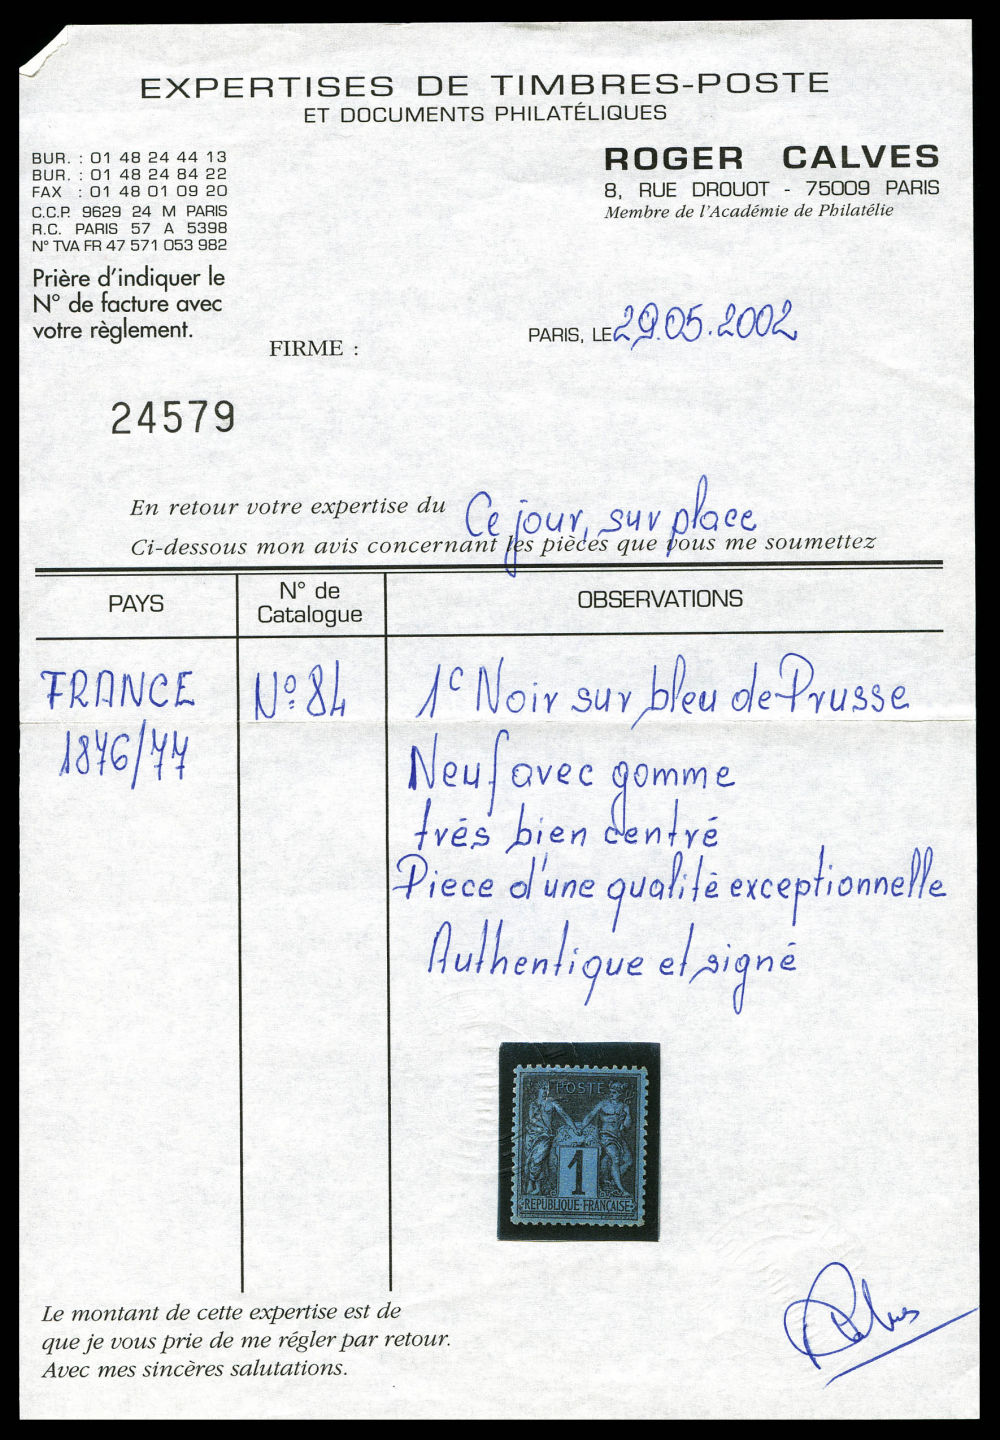 EXPERTISES DE TIMBRES-POSTE
ET DOCUMENTS PHILATÉLIQUES
BUR. : 01 48 24 44 13
BUR. : 01 48 24 84 22
FAX : 01 48 01 09 20
C.C.P. 9629 24 M PARIS
R.C. PARIS 57 A 5398
N° TVA FR 47 571 053 982
ROGER CALVES
8, RUE DROUOT - 75009 PARIS
Membre de l'Académie de Philatélie
Prière d'indiquer le
N° de facture avec
votre règlement.
FIRME :
PARIS, LE 29.05.2002
24579
En retour votre expertise du Ce jour, sur place
Ci-dessous mon avis concernant les pièces que vous me soumettez
PAYS
N° de
Catalogue
OBSERVATIONS
FRANCE N°84 1c Noir sur bleu de Prusse
1876/77 Neuf avec gomme
trés bien centré
Piece d'une qualité exceptionnelle
Authentique et signé
POSTE
1
REPUBLIQUE FRANÇAISE
Le montant de cette expertise est de
que je vous prie de me régler par retour.
Avec mes sincères salutations.
Calves